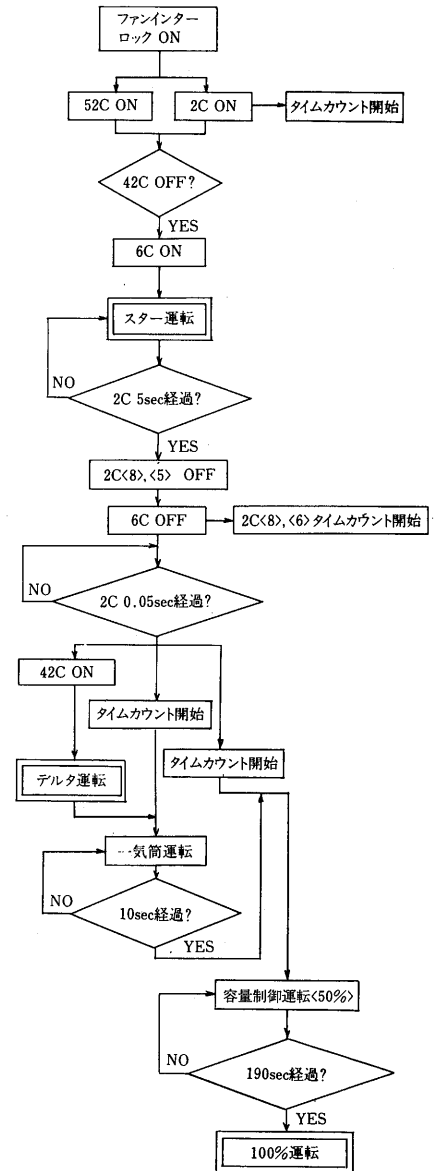 ファンインター
ロック ON
52C ON
2C ON
タイムカウント開始
42C OFF?
YES
6C ON
スター運転
NO
2C 5sec経過?
YES
2C<8>,<5> OFF
6C OFF
2C<8>,<6>タイムカウント開始
NO
2C 0.05sec経過?
42C ON
タイムカウント開始
タイムカウント開始
デルタ運転
一気筒運転
NO
10sec経過?
YES
容量制御運転<50%>
NO
190sec経過?
YES
100%運転